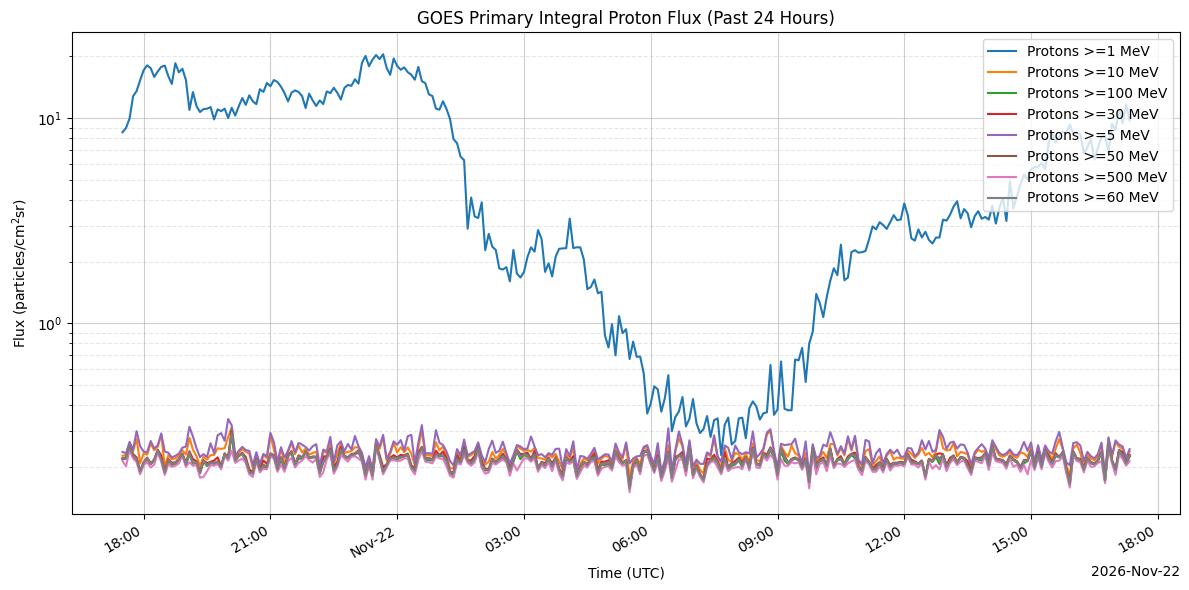 GOES Primary Integral Proton Flux (Past 24 Hours)
Flux (particles/cm²sr)
10¹
10⁰
Protons >=1 MeV
Protons >=10 MeV
Protons >=100 MeV
Protons >=30 MeV
Protons >=5 MeV
Protons >=50 MeV
Protons >=500 MeV
Protons >=60 MeV
18:00
21:00
Nov-22
03:00
06:00
09:00
12:00
15:00
18:00
Time (UTC)
2026-Nov-22